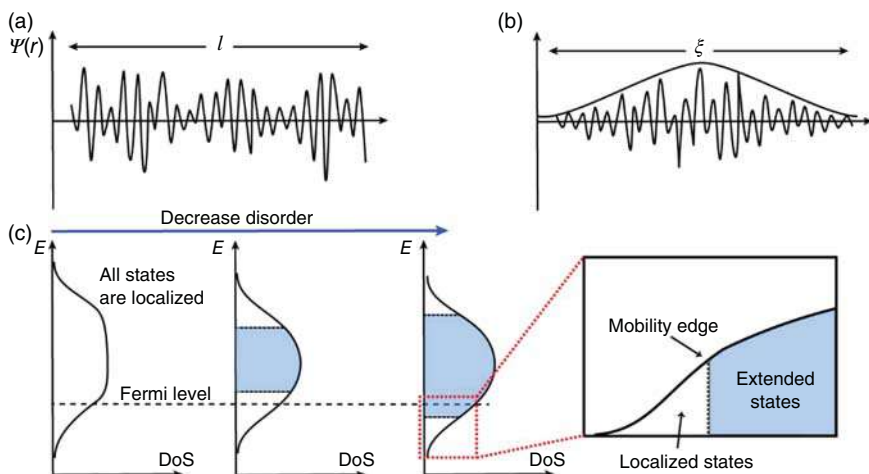 (a)
Ψ(r)
l
(b)
ξ
Decrease disorder
(c)
E
E
E
All states
are localized
Fermi level
DoS
DoS
DoS
Mobility edge
Extended
states
Localized states